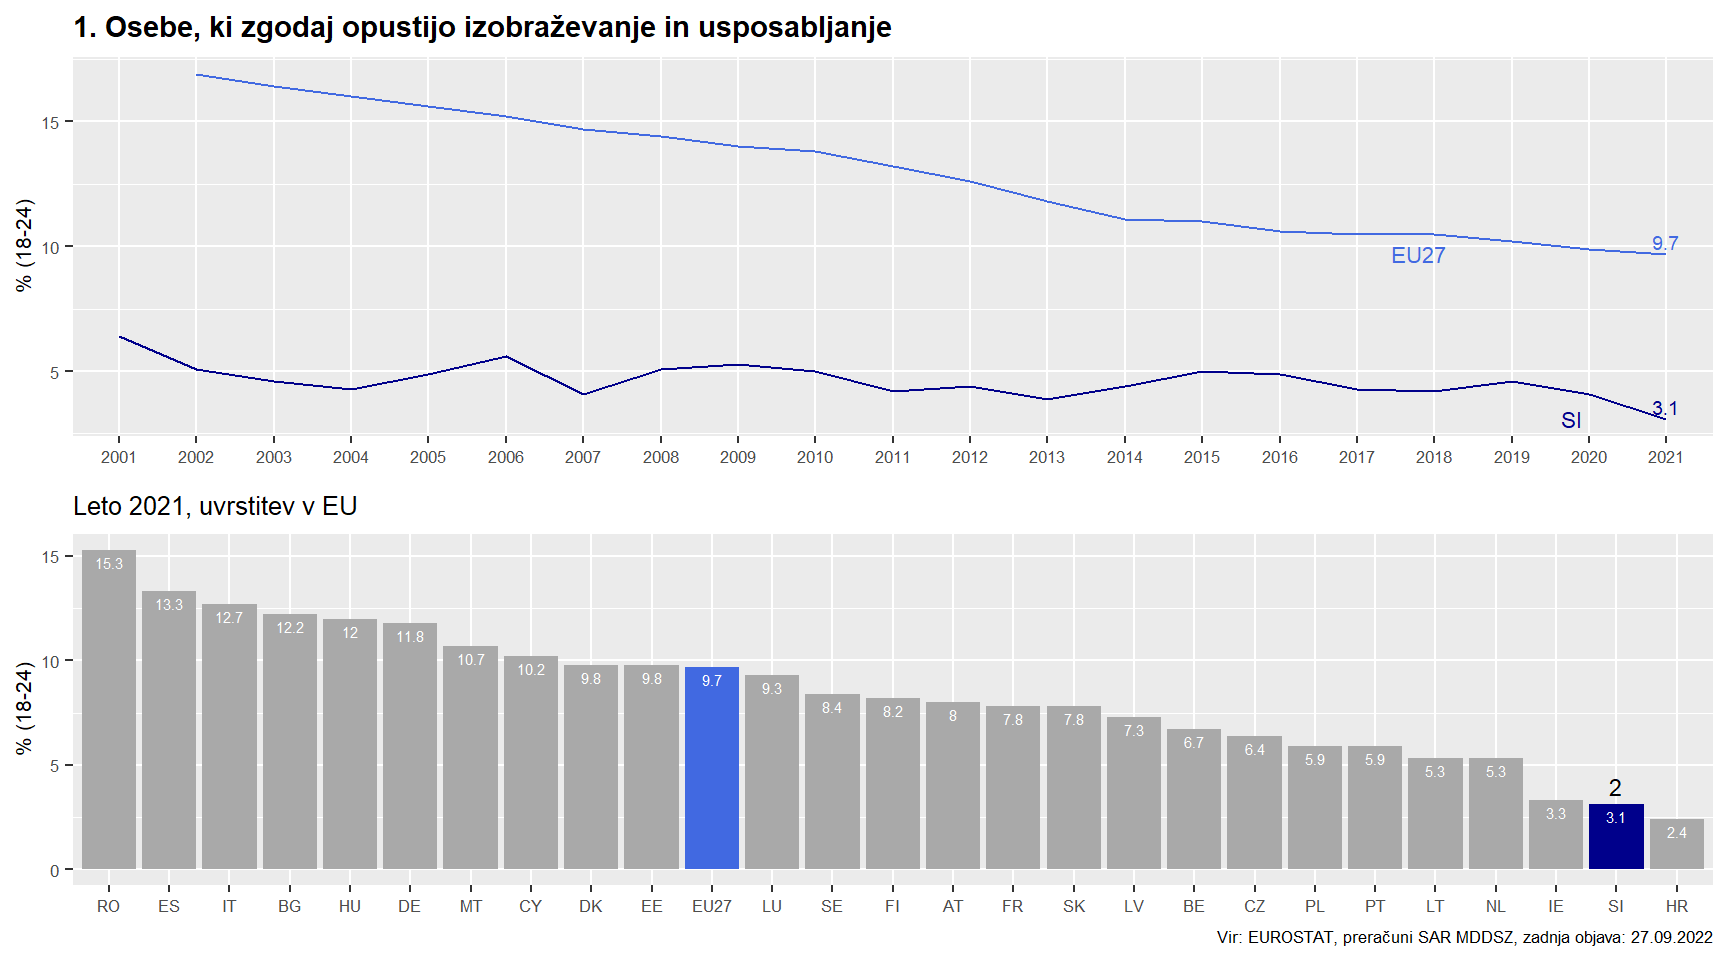 1. Osebe, ki zgodaj opustijo izobraževanje in usposabljanje
% (18-24)
15
10
5
EU27
9.7
SI
3.1
2001 2002 2003 2004 2005 2006 2007 2008 2009 2010 2011 2012 2013 2014 2015 2016 2017 2018 2019 2020 2021
Leto 2021, uvrstitev v EU
% (18-24)
15
10
5
0
15.3 13.3 12.7 12.2 12 11.8 10.7 10.2 9.8 9.8 9.7 9.3 8.4 8.2 8 7.8 7.8 7.3 6.7 6.4 5.9 5.9 5.3 5.3 3.3 3.1 2.4
2
RO ES IT BG HU DE MT CY DK EE EU27 LU SE FI AT FR SK LV BE CZ PL PT LT NL IE SI HR
Vir: EUROSTAT, preračuni SAR MDDSZ, zadnja objava: 27.09.2022